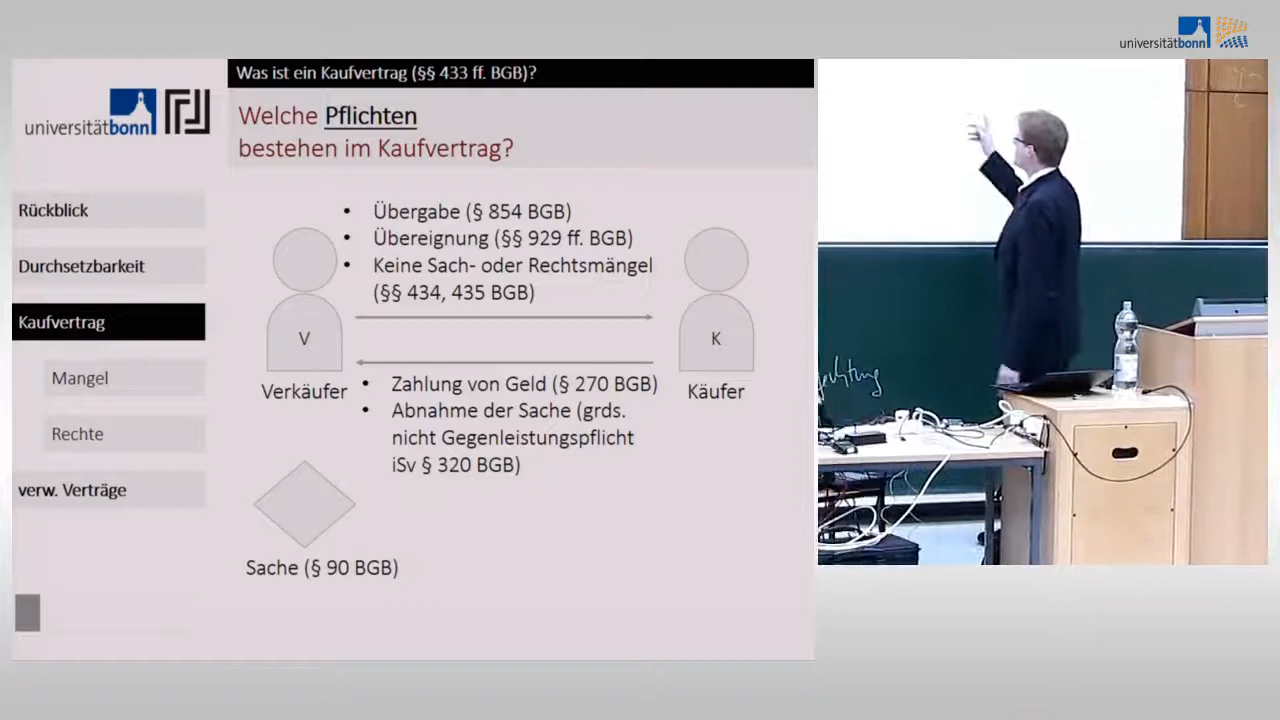 universitätbonn
Was ist ein Kaufvertrag (§§ 433 ff. BGB)?
universitätbonn
Welche Pflichten
bestehen im Kaufvertrag?
Rückblick
Durchsetzbarkeit
Kaufvertrag
Mangel
Rechte
verw. Verträge
• Übergabe (§ 854 BGB)
• Übereignung (§§ 929 ff. BGB)
• Keine Sach- oder Rechtsmängel
(§§ 434, 435 BGB)
V
K
Verkäufer
Käufer
• Zahlung von Geld (§ 270 BGB)
• Abnahme der Sache (grds.
nicht Gegenleistungspflicht
iSv § 320 BGB)
Sache (§ 90 BGB)